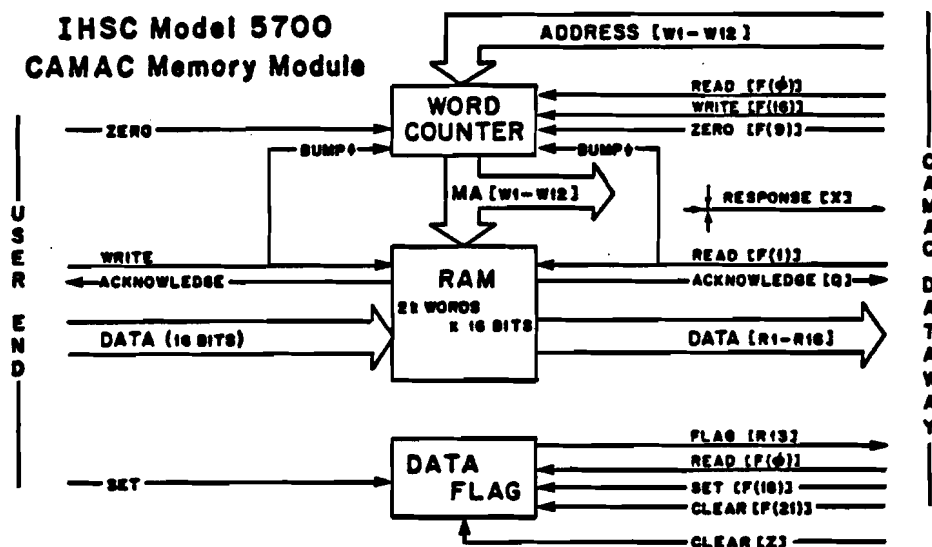 IHSC Model 5700
CAMAC Memory Module
ADDRESS [W1-W12]
WORD
COUNTER
READ [F(ϕ)]
WRITE [F(16)]
ZERO [F(9)]
ZERO
BUMP↑
BUMP↑
MA [W1-W12]
RESPONSE [X]
USER END
CAMAC DATAWAY
WRITE
ACKNOWLEDGE
DATA (16 BITS)
RAM
2k WORDS
x 16 BITS
READ [F(1)]
ACKNOWLEDGE [Q]
DATA [R1-R16]
DATA
FLAG
SET
FLAG [R13]
READ [F(ϕ)]
SET [F(18)]
CLEAR [F(21)]
CLEAR [Z]